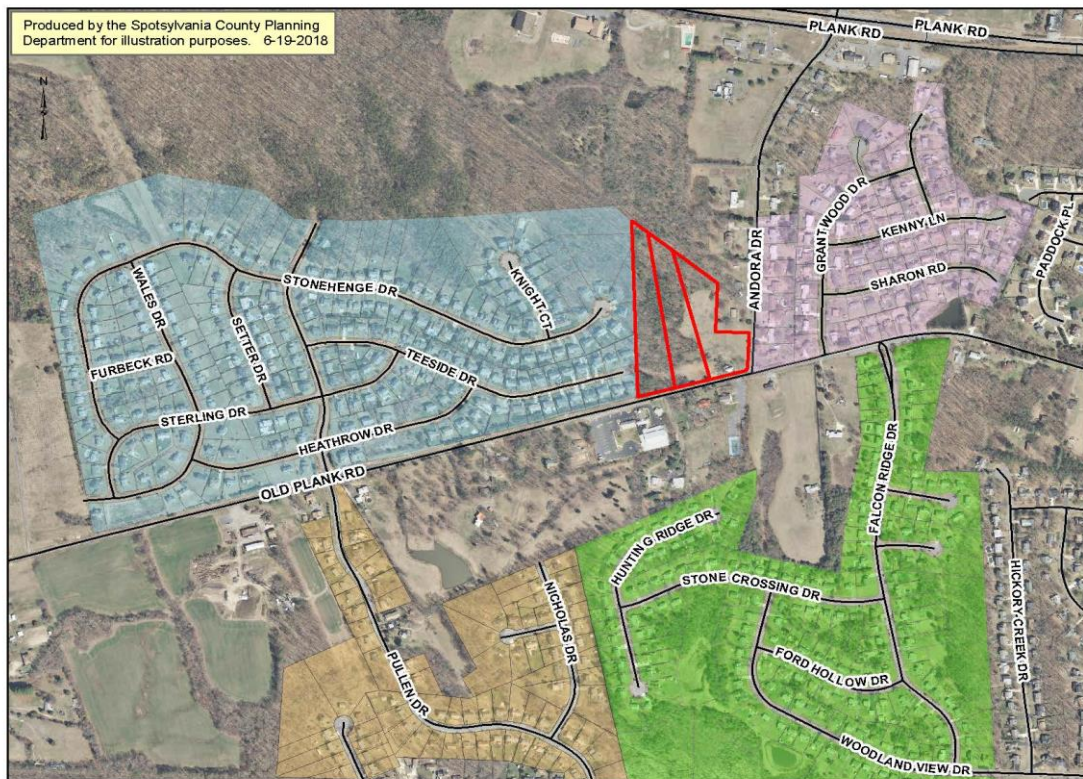 Produced by the Spotsylvania County Planning
Department for illustration purposes. 6-19-2018
PLANK RD
PLANK RD
N
ANDORA DR
GRANT WOOD DR
KENNY LN
SHARON RD
PADDOCK PL
STONEHENGE DR
KNIGHT CT
WALES DR
SETTER DR
TEESIDE DR
FURBECK RD
STERLING DR
HEATHROW DR
OLD PLANK RD
FALCON RIDGE DR
HUNTING RIDGE DR
STONE CROSSING DR
HICKORY CREEK DR
NICHOLAS DR
PULLEN DR
FORD HOLLOW DR
WOODLAND VIEW DR